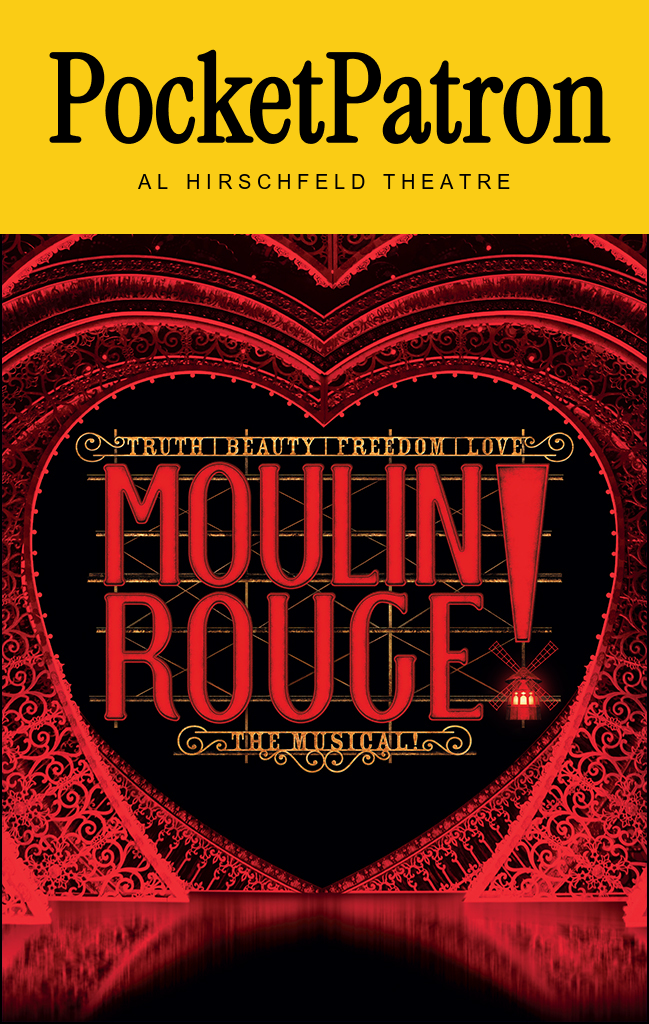 PocketPatron
AL HIRSCHFELD THEATRE
TRUTH | BEAUTY | FREEDOM | LOVE
MOULIN
ROUGE!
THE MUSICAL!